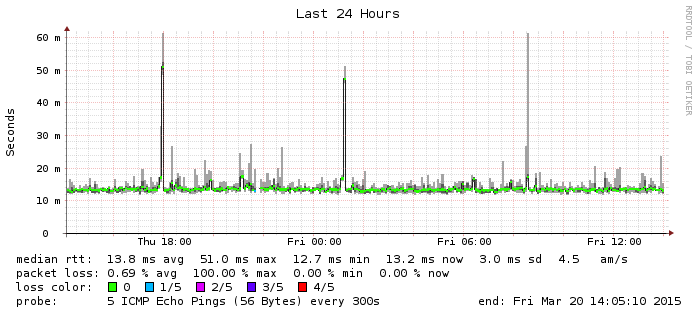 Last 24 Hours
RRDTOOL / TOBI OETIKER
Seconds
60 m
50 m
40 m
30 m
20 m
10 m
0
Thu 18:00 Fri 00:00 Fri 06:00 Fri 12:00
median rtt: 13.8 ms avg 51.0 ms max 12.7 ms min 13.2 ms now 3.0 ms sd 4.5 am/s
packet loss: 0.69 % avg 100.00 % max 0.00 % min 0.00 % now
loss color: 0 1/5 2/5 3/5 4/5
probe: 5 ICMP Echo Pings (56 Bytes) every 300s end: Fri Mar 20 14:05:10 2015